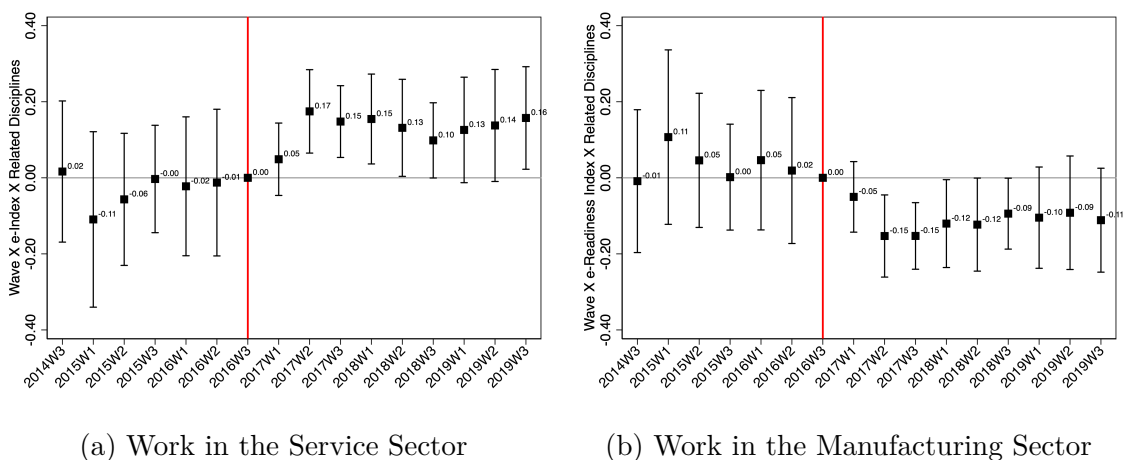 Wave X e-Index X Related Disciplines
0.40
0.20
0.00
-0.20
-0.40
0.02
-0.11
-0.06
-0.00
-0.02
-0.01
0.00
0.05
0.17
0.15
0.15
0.13
0.10
0.13
0.14
0.16
2014W3
2015W1
2015W2
2015W3
2016W1
2016W2
2016W3
2017W1
2017W2
2017W3
2018W1
2018W2
2018W3
2019W1
2019W2
2019W3
(a) Work in the Service Sector
Wave X e-Readiness Index X Related Disciplines
0.40
0.20
0.00
-0.20
-0.40
-0.01
0.11
0.05
0.00
0.05
0.02
0.00
-0.05
-0.15
-0.15
-0.12
-0.12
-0.09
-0.10
-0.09
-0.11
2014W3
2015W1
2015W2
2015W3
2016W1
2016W2
2016W3
2017W1
2017W2
2017W3
2018W1
2018W2
2018W3
2019W1
2019W2
2019W3
(b) Work in the Manufacturing Sector